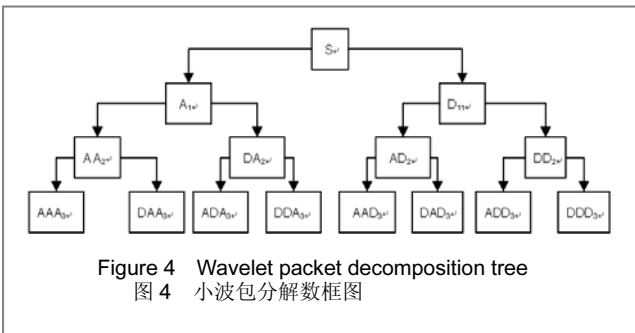 S↵
A₁↵ D₁₁↵
AA₂↵ DA₂↵ AD₂↵ DD₂↵
AAA₃↵ DAA₃↵ ADA₃↵ DDA₃↵ AAD₃↵ DAD₃↵ ADD₃↵ DDD₃↵
Figure 4 Wavelet packet decomposition tree
图 4 小波包分解数框图